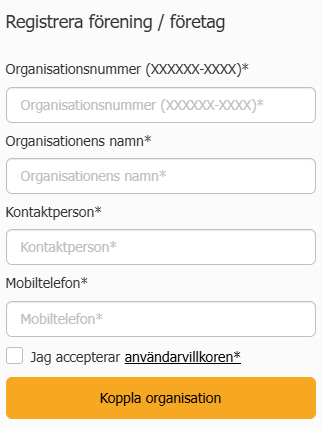 Registrera förening / företag
Organisationsnummer (XXXXXX-XXXX)*
Organisationsnummer (XXXXXX-XXXX)*
Organisationens namn*
Organisationens namn*
Kontaktperson*
Kontaktperson*
Mobiltelefon*
Mobiltelefon*
Jag accepterar användarvillkoren*
Koppla organisation